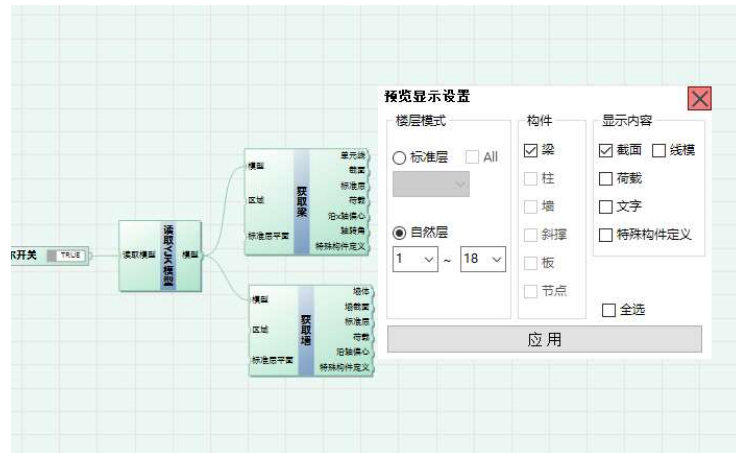 尔开关 TRUE
读取模型 读取YJK模型 模型
模型
区域
标准层平面
获取梁
单元线
截面
标准层
荷载
沿x轴偏心
轴转角
特殊构件定义
模型
区域
标准层平面
获取墙
墙体
墙截面
标准层
荷载
沿轴偏心
特殊构件定义
预览显示设置
楼层模式
标准层 All
自然层
1 ~ 18
构件
梁
柱
墙
斜撑
板
节点
显示内容
截面 线模
荷载
文字
特殊构件定义
全选
应用